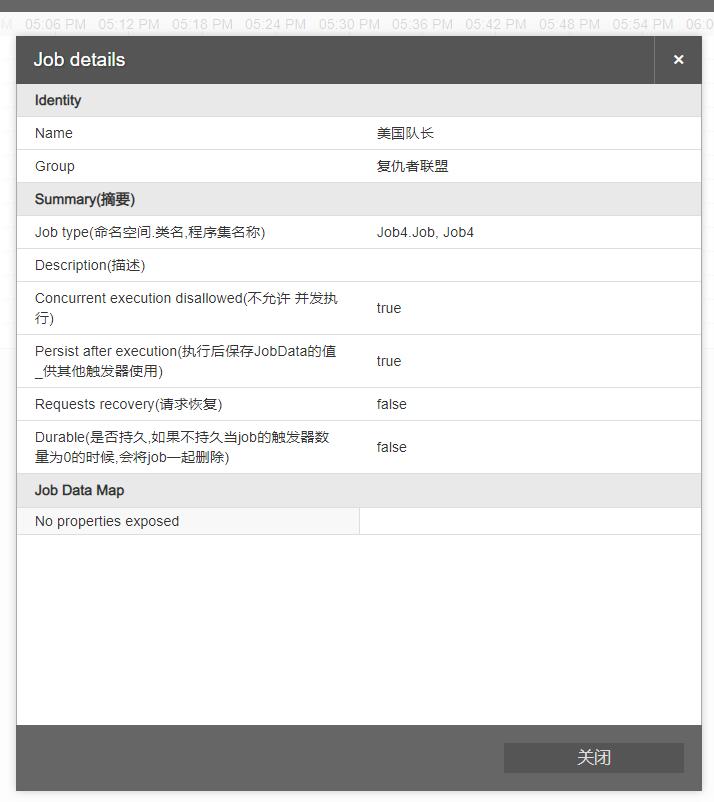 M 05:06 PM 05:12 PM 05:18 PM 05:24 PM 05:30 PM 05:36 PM 05:42 PM 05:48 PM 05:54 PM 06:0
Job details ×
Identity
Name 美国队长
Group 复仇者联盟
Summary(摘要)
Job type(命名空间.类名,程序集名称) Job4.Job, Job4
Description(描述)
Concurrent execution disallowed(不允许 并发执
行) true
Persist after execution(执行后保存JobData的值
_供其他触发器使用) true
Requests recovery(请求恢复) false
Durable(是否持久,如果不持久当job的触发器数
量为0的时候,会将job一起删除) false
Job Data Map
No properties exposed
关闭